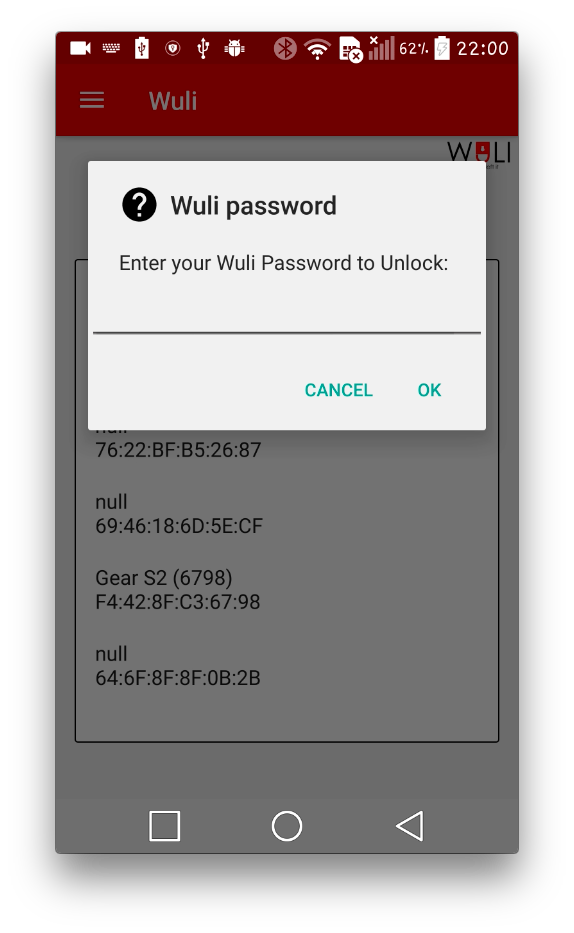 62% 22:00
Wuli
WULI
Wuli password
Enter your Wuli Password to Unlock:
CANCEL OK
null
76:22:BF:B5:26:87
null
69:46:18:6D:5E:CF
Gear S2 (6798)
F4:42:8F:C3:67:98
null
64:6F:8F:8F:0B:2B